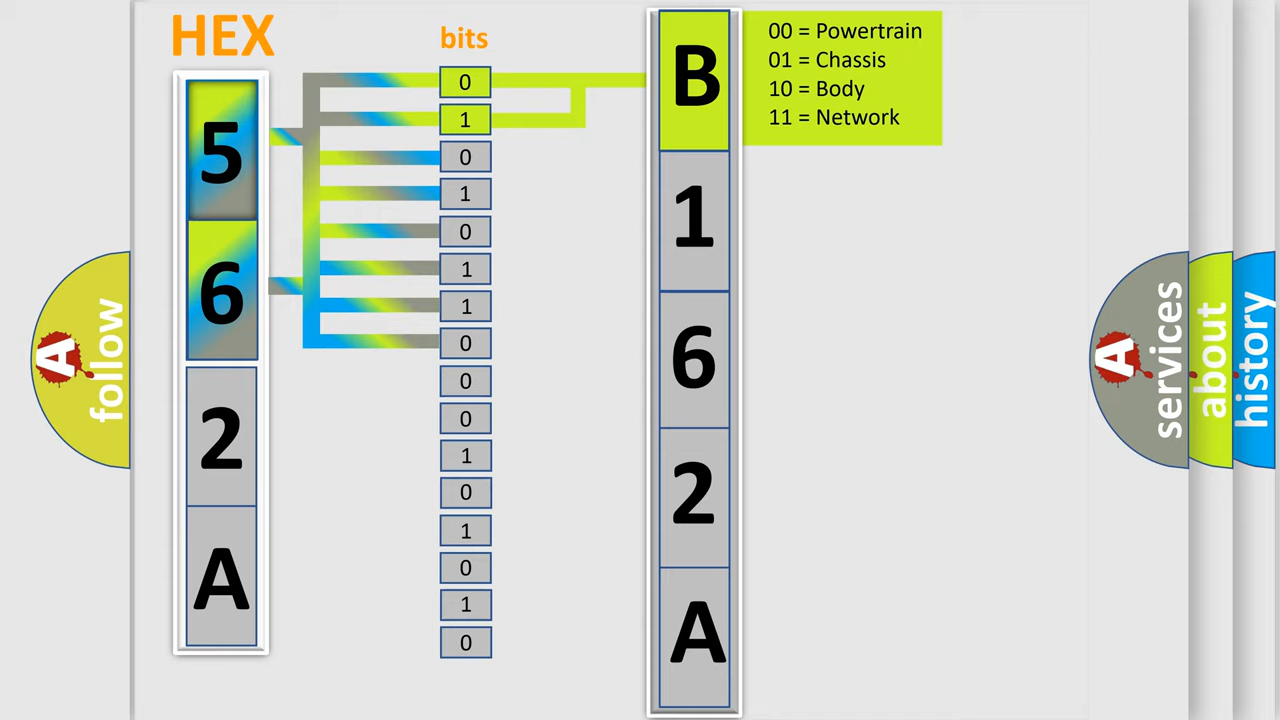 HEX
bits
5
6
2
A
0
1
0
1
0
1
1
0
0
0
1
0
1
0
1
0
B
1
6
2
A
00 = Powertrain
01 = Chassis
10 = Body
11 = Network
A
follow
A
services
about
history